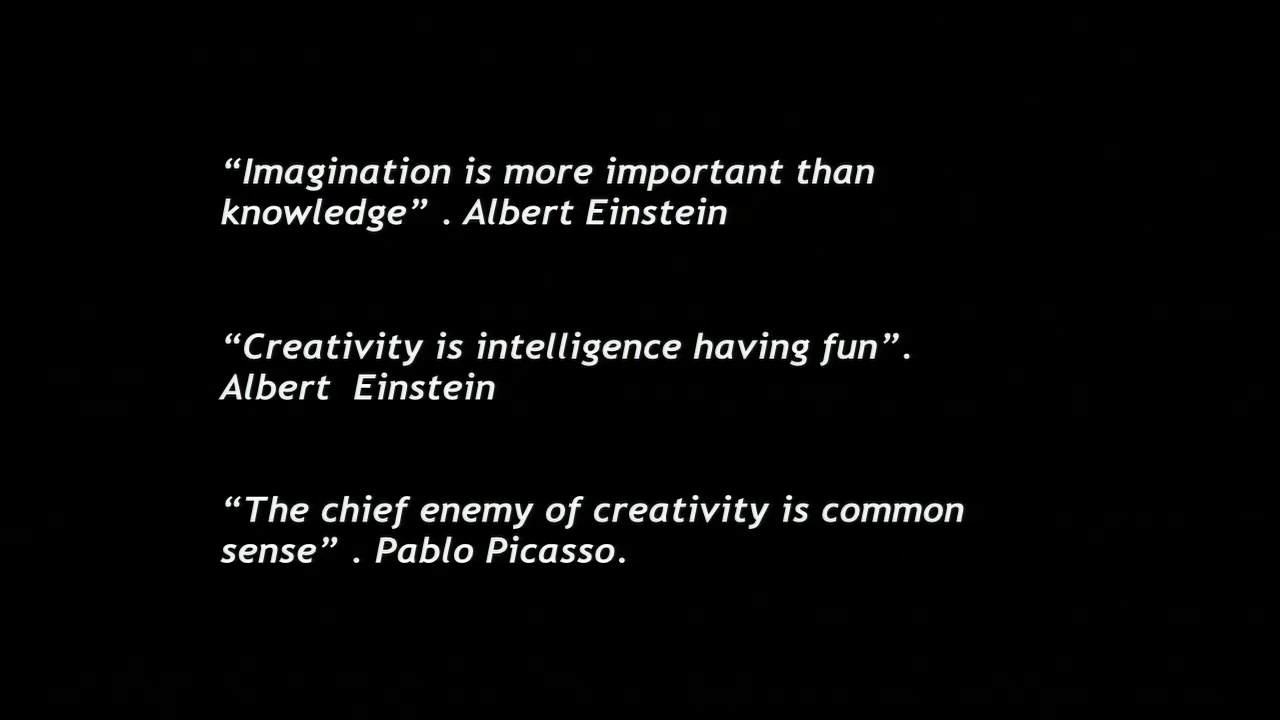 “Imagination is more important than
knowledge” . Albert Einstein
“Creativity is intelligence having fun”.
Albert  Einstein
“The chief enemy of creativity is common
sense” . Pablo Picasso.